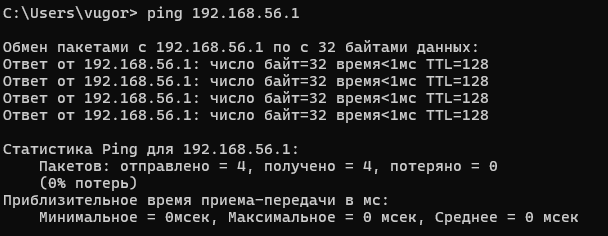 C:\Users\vugor> ping 192.168.56.1
Обмен пакетами с 192.168.56.1 по с 32 байтами данных:
Ответ от 192.168.56.1: число байт=32 время<1мс TTL=128
Ответ от 192.168.56.1: число байт=32 время<1мс TTL=128
Ответ от 192.168.56.1: число байт=32 время<1мс TTL=128
Ответ от 192.168.56.1: число байт=32 время<1мс TTL=128
Статистика Ping для 192.168.56.1:
Пакетов: отправлено = 4, получено = 4, потеряно = 0
(0% потерь)
Приблизительное время приема-передачи в мс:
Минимальное = 0мсек, Максимальное = 0 мсек, Среднее = 0 мсек